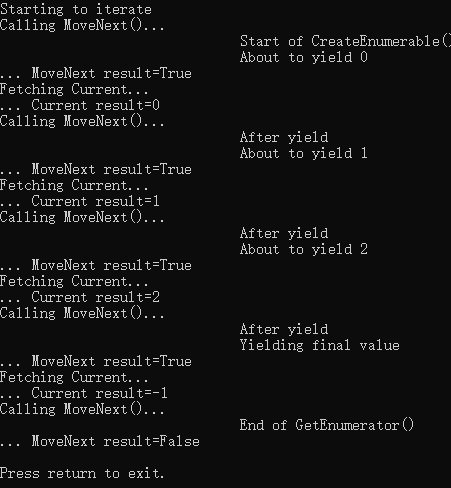 Starting to iterate
Calling MoveNext()...
Start of CreateEnumerable()
About to yield 0
... MoveNext result=True
Fetching Current...
... Current result=0
Calling MoveNext()...
After yield
About to yield 1
... MoveNext result=True
Fetching Current...
... Current result=1
Calling MoveNext()...
After yield
About to yield 2
... MoveNext result=True
Fetching Current...
... Current result=2
Calling MoveNext()...
After yield
Yielding final value
... MoveNext result=True
Fetching Current...
... Current result=-1
Calling MoveNext()...
End of GetEnumerator()
... MoveNext result=False
Press return to exit.